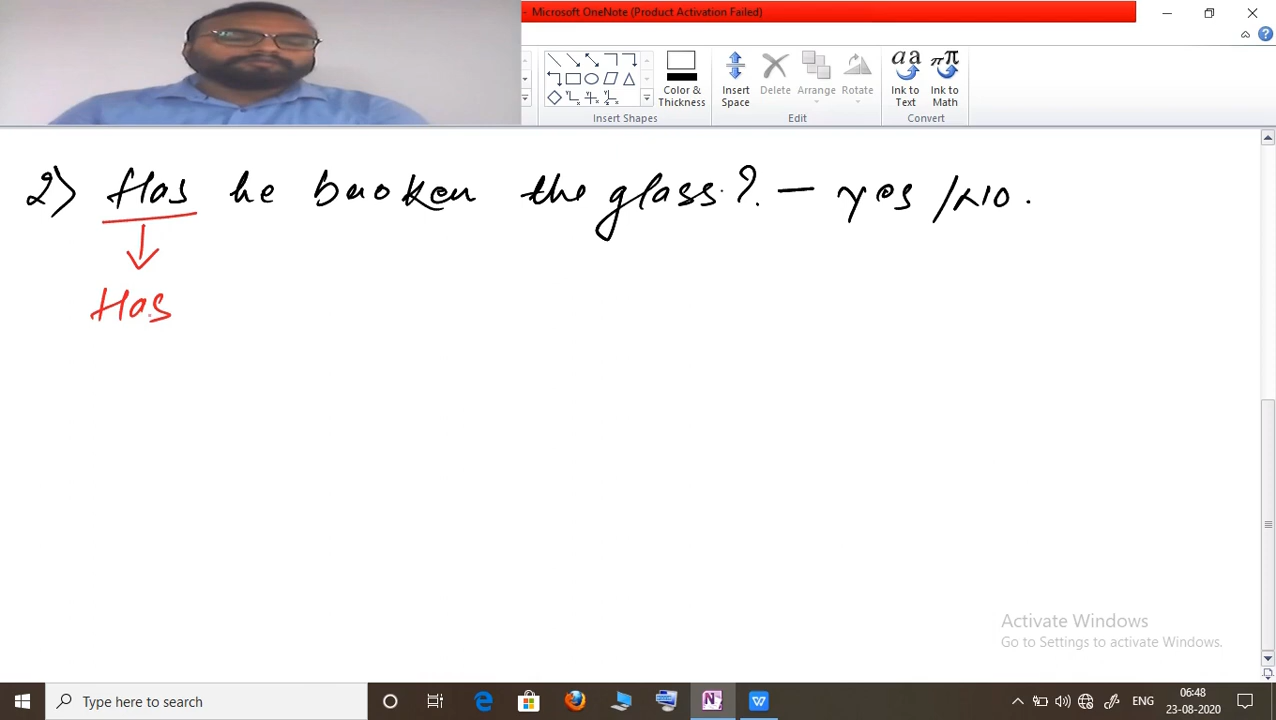 - Microsoft OneNote (Product Activation Failed)
Color & Thickness
Insert Space
Delete
Arrange
Rotate
Ink to Text
Ink to Math
Insert Shapes
Edit
Convert
2) Has he broken the glass? - yes/No.
Has
Activate Windows
Go to Settings to activate Windows.
Type here to search
ENG
06:48
23-08-2020